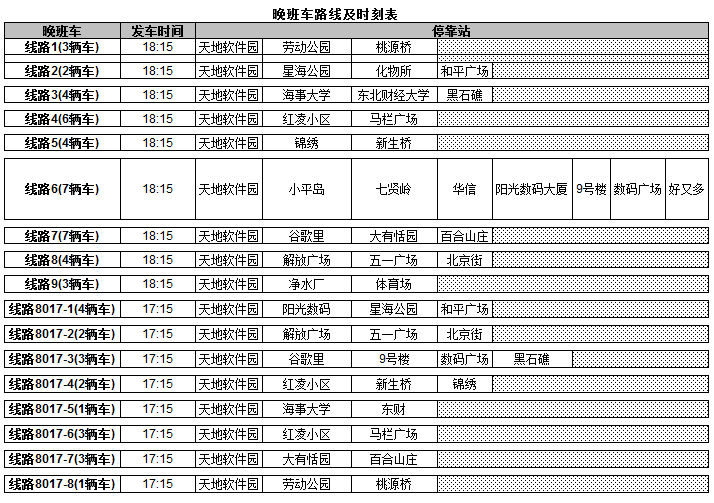 晚班车路线及时刻表
晚班车 发车时间 停靠站
线路1(3辆车) 18:15 天地软件园 劳动公园 桃源桥
线路2(2辆车) 18:15 天地软件园 星海公园 化物所 和平广场
线路3(4辆车) 18:15 天地软件园 海事大学 东北财经大学 黑石礁
线路4(6辆车) 18:15 天地软件园 红凌小区 马栏广场
线路5(4辆车) 18:15 天地软件园 锦绣 新生桥
线路6(7辆车) 18:15 天地软件园 小平岛 七贤岭 华信 阳光数码大厦 9号楼 数码广场 好又多
线路7(7辆车) 18:15 天地软件园 谷歌里 大有恬园 百合山庄
线路8(4辆车) 18:15 天地软件园 解放广场 五一广场 北京街
线路9(3辆车) 18:15 天地软件园 净水厂 体育场
线路8017-1(4辆车) 17:15 天地软件园 阳光数码 星海公园 和平广场
线路8017-2(2辆车) 17:15 天地软件园 解放广场 五一广场 北京街
线路8017-3(3辆车) 17:15 天地软件园 谷歌里 9号楼 数码广场 黑石礁
线路8017-4(2辆车) 17:15 天地软件园 红凌小区 新生桥 锦绣
线路8017-5(1辆车) 17:15 天地软件园 海事大学 东财
线路8017-6(3辆车) 17:15 天地软件园 红凌小区 马栏广场
线路8017-7(3辆车) 17:15 天地软件园 大有恬园 百合山庄
线路8017-8(1辆车) 17:15 天地软件园 劳动公园 桃源桥